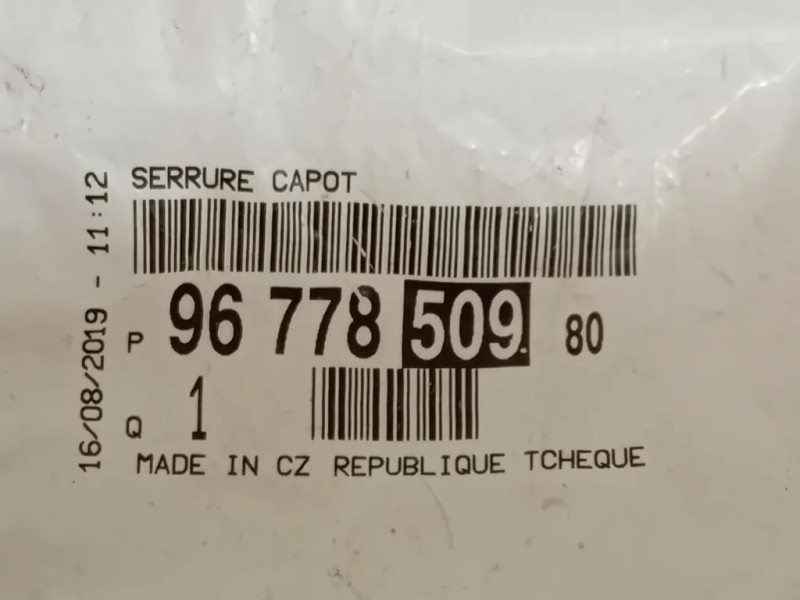 SERRURE CAPOT
P 96 778 509 80
Q 1
MADE IN CZ REPUBLIQUE TCHEQUE
16/08/2019 - 11:12